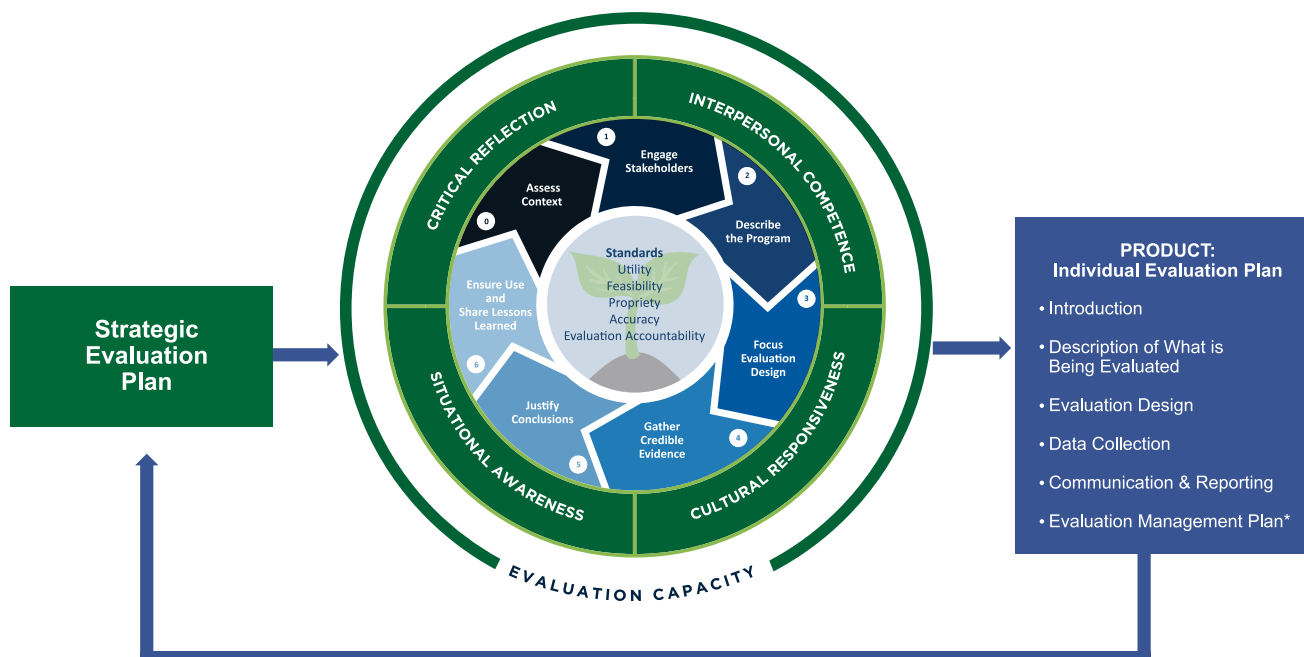 Strategic
Evaluation
Plan
CRITICAL REFLECTION
INTERPERSONAL COMPETENCE
CULTURAL RESPONSIVENESS
SITUATIONAL AWARENESS
EVALUATION CAPACITY
0
Assess
Context
1
Engage
Stakeholders
2
Describe
the Program
3
Focus
Evaluation
Design
4
Gather
Credible
Evidence
5
Justify
Conclusions
6
Ensure Use
and
Share Lessons
Learned
Standards
Utility
Feasibility
Propriety
Accuracy
Evaluation Accountability
PRODUCT:
Individual Evaluation Plan
• Introduction
• Description of What is
Being Evaluated
• Evaluation Design
• Data Collection
• Communication & Reporting
• Evaluation Management Plan*